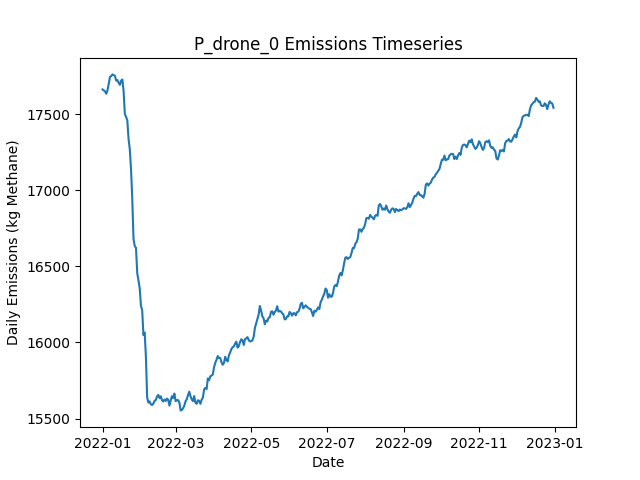 P_drone_0 Emissions Timeseries
Daily Emissions (kg Methane)
17500
17000
16500
16000
15500
2022-01 2022-03 2022-05 2022-07 2022-09 2022-11 2023-01
Date